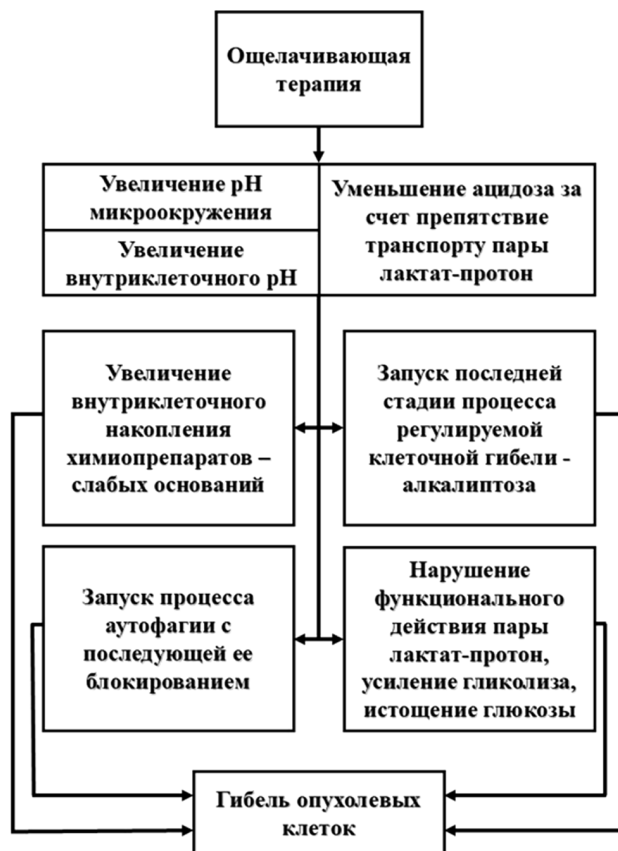 Ощелачивающая
терапия
Увеличение pH
микроокружения
Увеличение
внутриклеточного pH
Уменьшение ацидоза за
счет препятствие
транспорту пары
лактат-протон
Увеличение
внутриклеточного
накопления
химиопрепаратов –
слабых оснований
Запуск последней
стадии процесса
регулируемой
клеточной гибели -
алкалиптоза
Запуск процесса
аутофагии с
последующей ее
блокированием
Нарушение
функционального
действия пары
лактат-протон,
усиление гликолиза,
истощение глюкозы
Гибель опухолевых
клеток